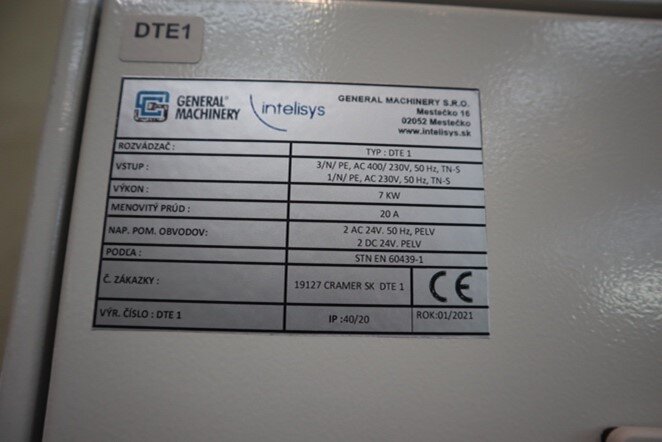 DTE1
GENERAL® MACHINERY
intelisys
GENERAL MACHINERY S.R.O.
Mestečko 16
02052 Mestečko
www.intelisys.sk
ROZVÁDZAČ : TYP : DTE 1
VSTUP : 3/N/ PE, AC 400/ 230V, 50 Hz, TN-S
1/N/ PE, AC 230V, 50 Hz, TN-S
VÝKON : 7 KW
MENOVITÝ PRÚD : 20 A
NAP. POM. OBVODOV: 2 AC 24V. 50 Hz, PELV
2 DC 24V. PELV
PODĽA : STN EN 60439-1
Č. ZÁKAZKY : 19127 CRAMER SK DTE 1 CE
VÝR. ČÍSLO : DTE 1 IP :40/20 ROK:01/2021